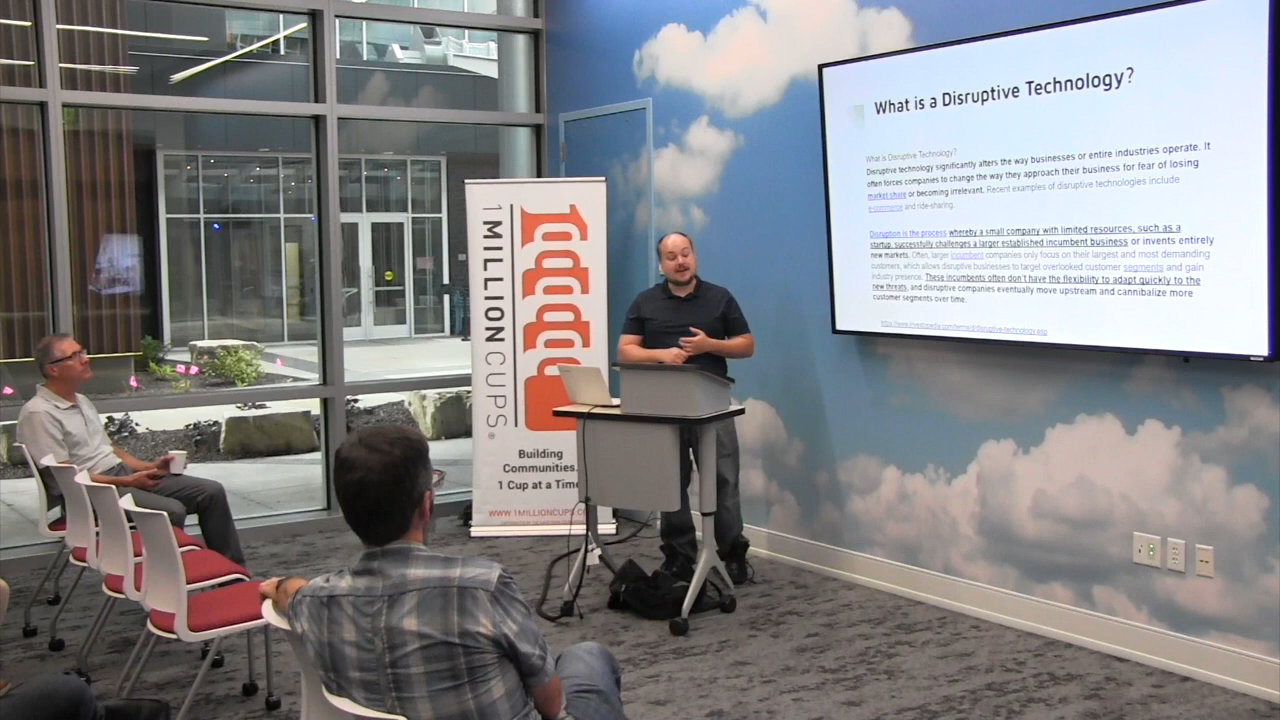 What is a Disruptive Technology?
What is Disruptive Technology?
Disruptive technology significantly alters the way businesses or entire industries operate. It
often forces companies to change the way they approach their business for fear of losing
market share or becoming irrelevant. Recent examples of disruptive technologies include
e-commerce and ride-sharing.
Disruption is the process whereby a small company with limited resources, such as a
startup, successfully challenges a larger established incumbent business or invents entirely
new markets. Often, larger incumbent companies only focus on their largest and most demanding
customers, which allows disruptive businesses to target overlooked customer segments and gain
industry presence. These incumbents often don't have the flexibility to adapt quickly to the
new threats, and disruptive companies eventually move upstream and cannibalize more
customer segments over time.
https://www.investopedia.com/terms/d/disruptive-technology.asp
1 MILLION CUPS®
Building
Communities.
1 Cup at a Time
WWW.1MILLIONCUPS.C